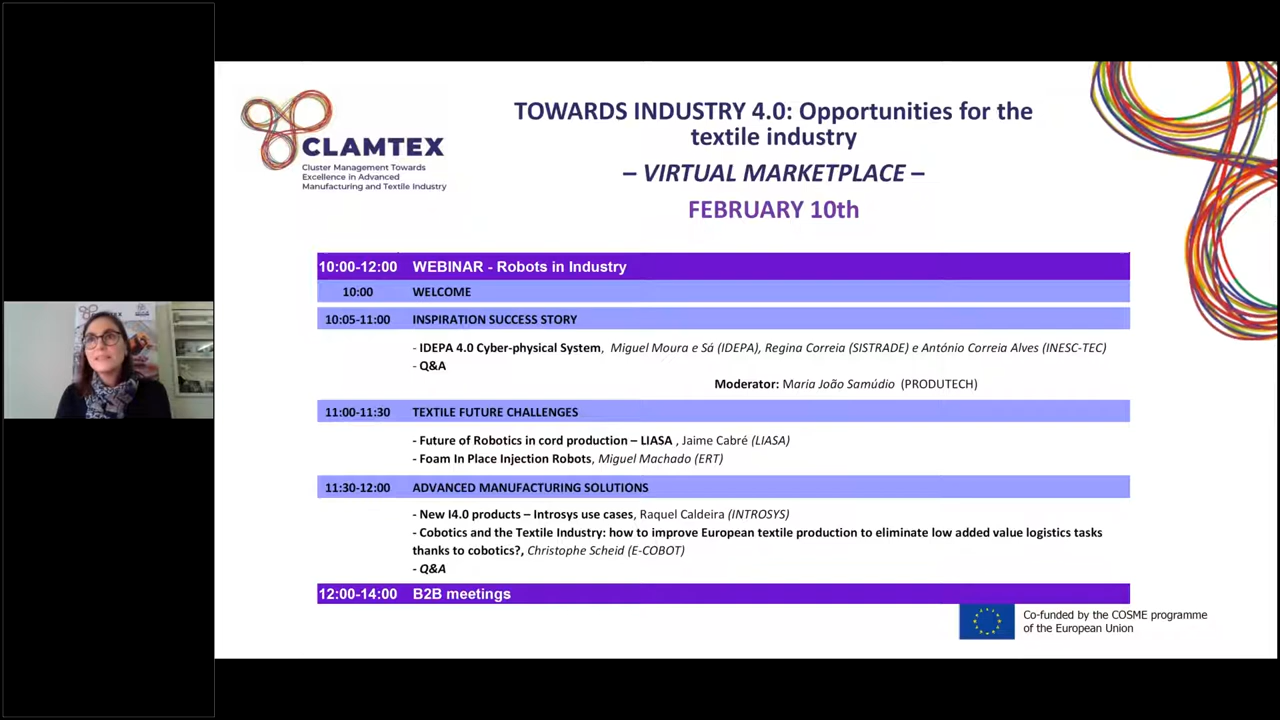 CLAMTEX
Cluster Management Towards
Excellence in Advanced
Manufacturing and Textile Industry
TOWARDS INDUSTRY 4.0: Opportunities for the
textile industry
– VIRTUAL MARKETPLACE –
FEBRUARY 10th
10:00-12:00 WEBINAR - Robots in Industry
10:00 WELCOME
10:05-11:00 INSPIRATION SUCCESS STORY
- IDEPA 4.0 Cyber-physical System, Miguel Moura e Sá (IDEPA), Regina Correia (SISTRADE) e António Correia Alves (INESC-TEC)
- Q&A
Moderator: Maria João Samúdio (PRODUTECH)
11:00-11:30 TEXTILE FUTURE CHALLENGES
- Future of Robotics in cord production – LIASA , Jaime Cabré (LIASA)
- Foam In Place Injection Robots, Miguel Machado (ERT)
11:30-12:00 ADVANCED MANUFACTURING SOLUTIONS
- New I4.0 products – Introsys use cases, Raquel Caldeira (INTROSYS)
- Cobotics and the Textile Industry: how to improve European textile production to eliminate low added value logistics tasks
thanks to cobotics?, Christophe Scheid (E-COBOT)
- Q&A
12:00-14:00 B2B meetings
Co-funded by the COSME programme
of the European Union
CLAMTEX